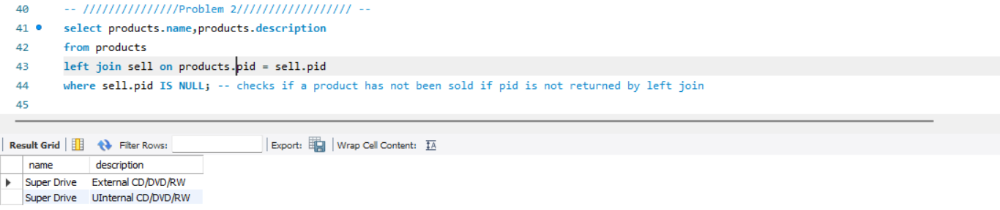 40 -- ///////////////Problem 2////////////////// --
41 select products.name,products.description
42 from products
43 left join sell on products.pid = sell.pid
44 where sell.pid IS NULL; -- checks if a product has not been sold if pid is not returned by left join
45
Result Grid Filter Rows: Export: Wrap Cell Content: IA
name description
Super Drive External CD/DVD/RW
Super Drive UInternal CD/DVD/RW